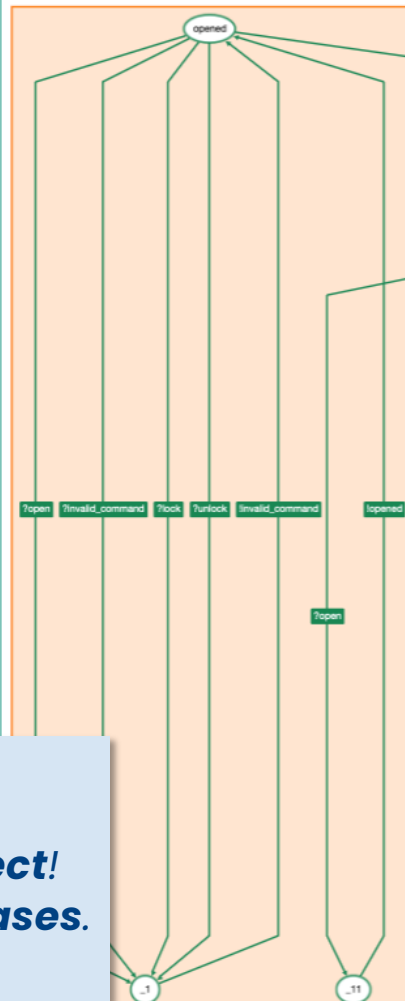 opened
?open ?invalid_command ?lock ?unlock !invalid_command !opened
?open
ect!
ases.
_1 _11